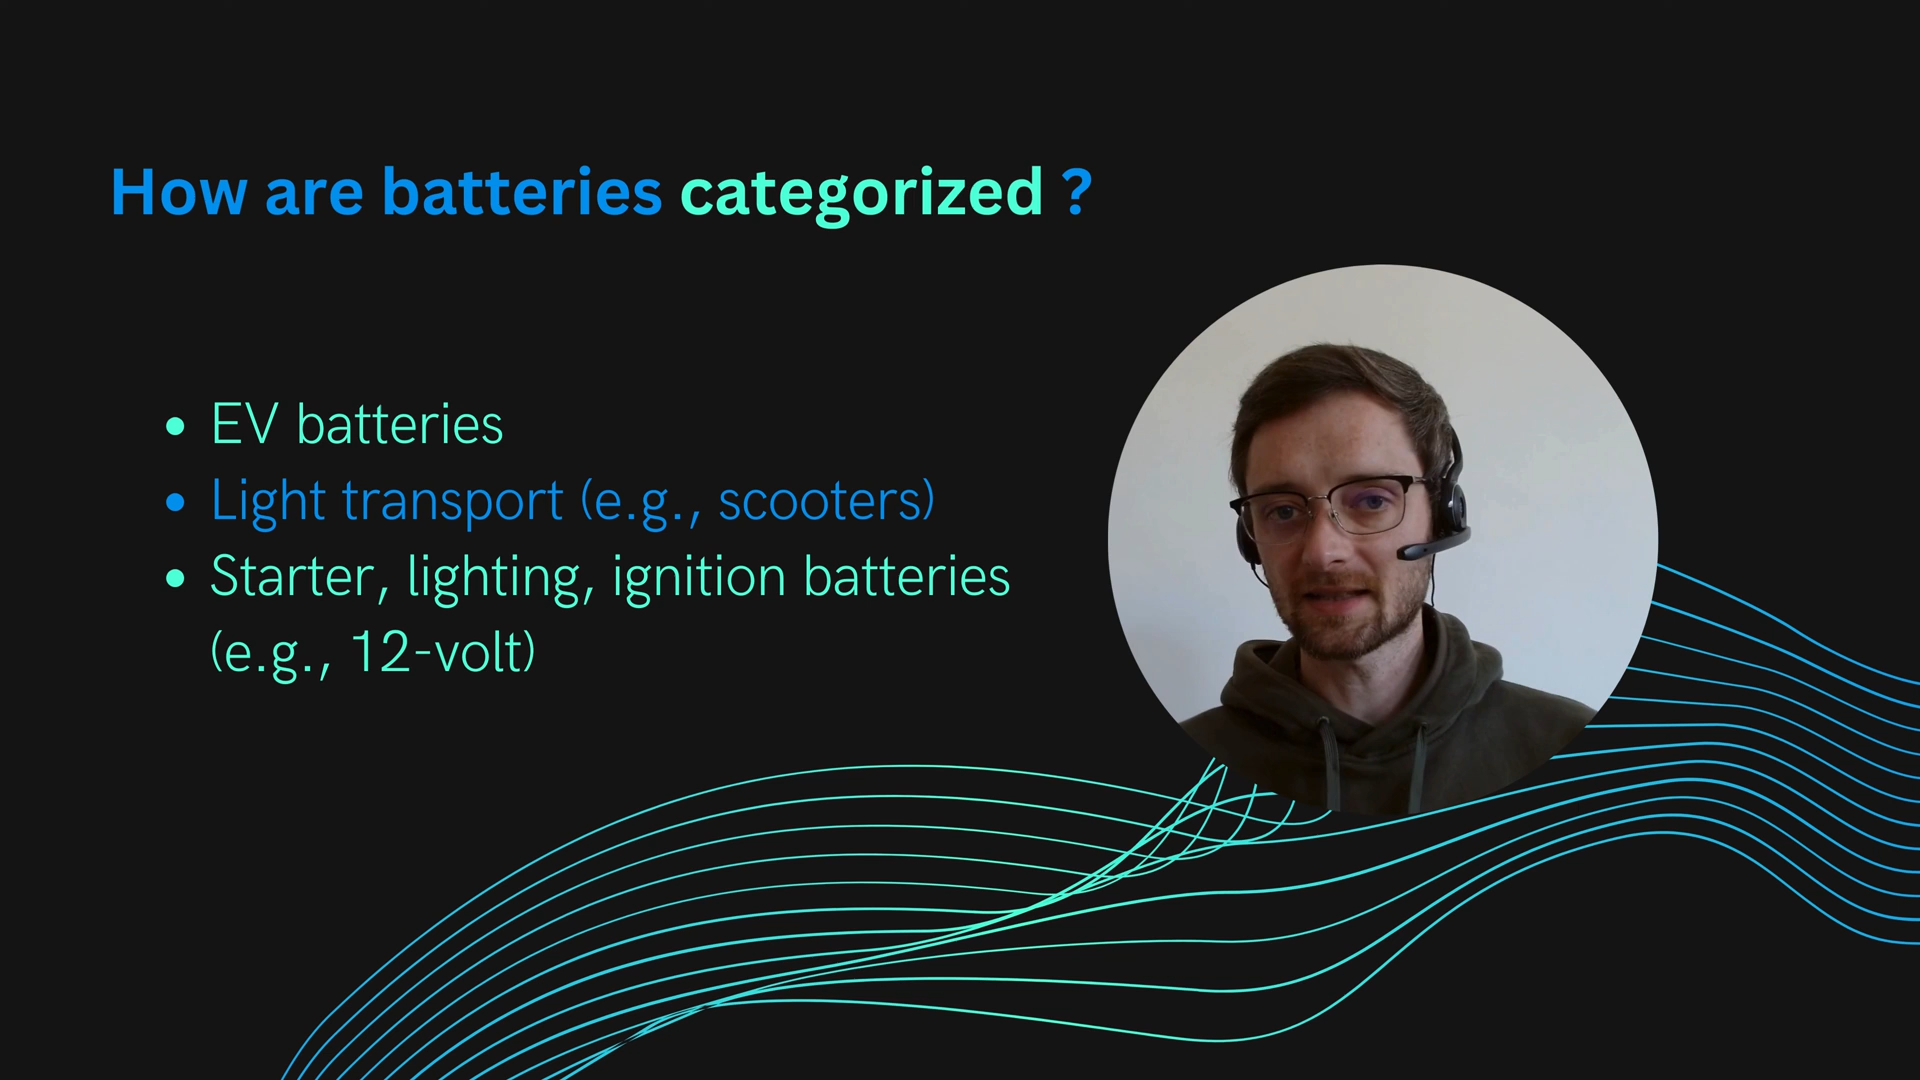 How are batteries categorized ?
• EV batteries
• Light transport (e.g., scooters)
• Starter, lighting, ignition batteries
(e.g., 12-volt)